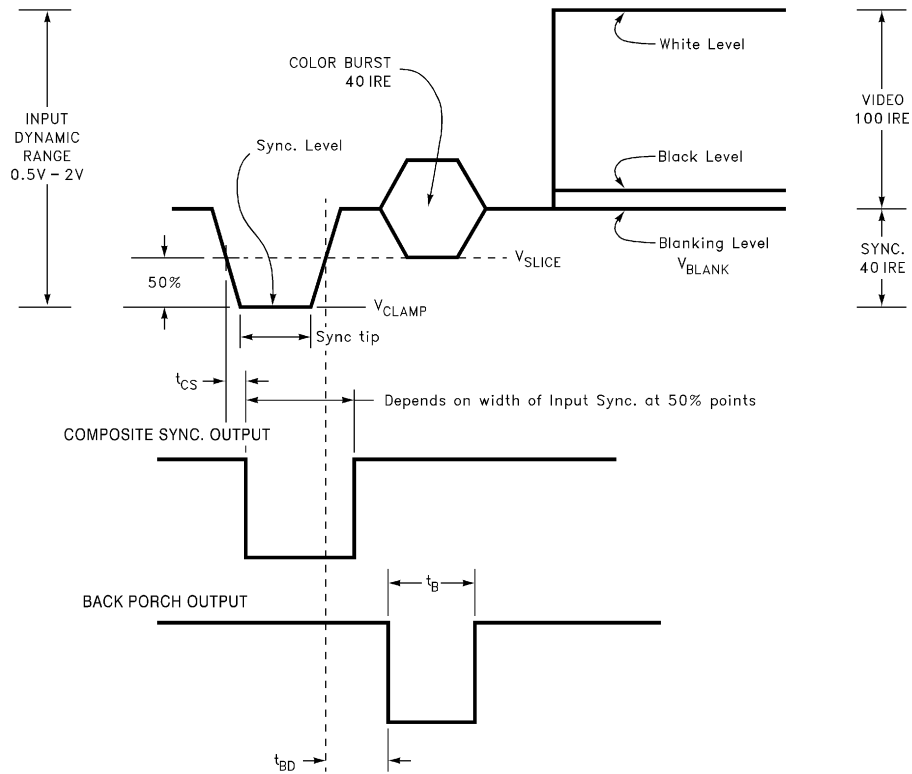 White Level
COLOR BURST
40 IRE
INPUT
DYNAMIC
RANGE
0.5V – 2V
VIDEO
100 IRE
Sync. Level
Black Level
Blanking Level
V_BLANK
V_SLICE
SYNC.
40 IRE
50%
V_CLAMP
Sync tip
t_CS
Depends on width of Input Sync. at 50% points
COMPOSITE SYNC. OUTPUT
t_B
BACK PORCH OUTPUT
t_BD